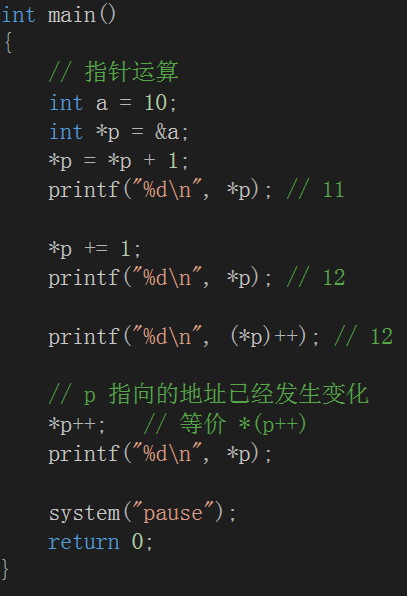 int main()
{
    // 指针运算
    int a = 10;
    int *p = &a;
    *p = *p + 1;
    printf("%d\n", *p); // 11

    *p += 1;
    printf("%d\n", *p); // 12

    printf("%d\n", (*p)++); // 12

    // p 指向的地址已经发生变化
    *p++;   // 等价 *(p++)
    printf("%d\n", *p);

    system("pause");
    return 0;
}